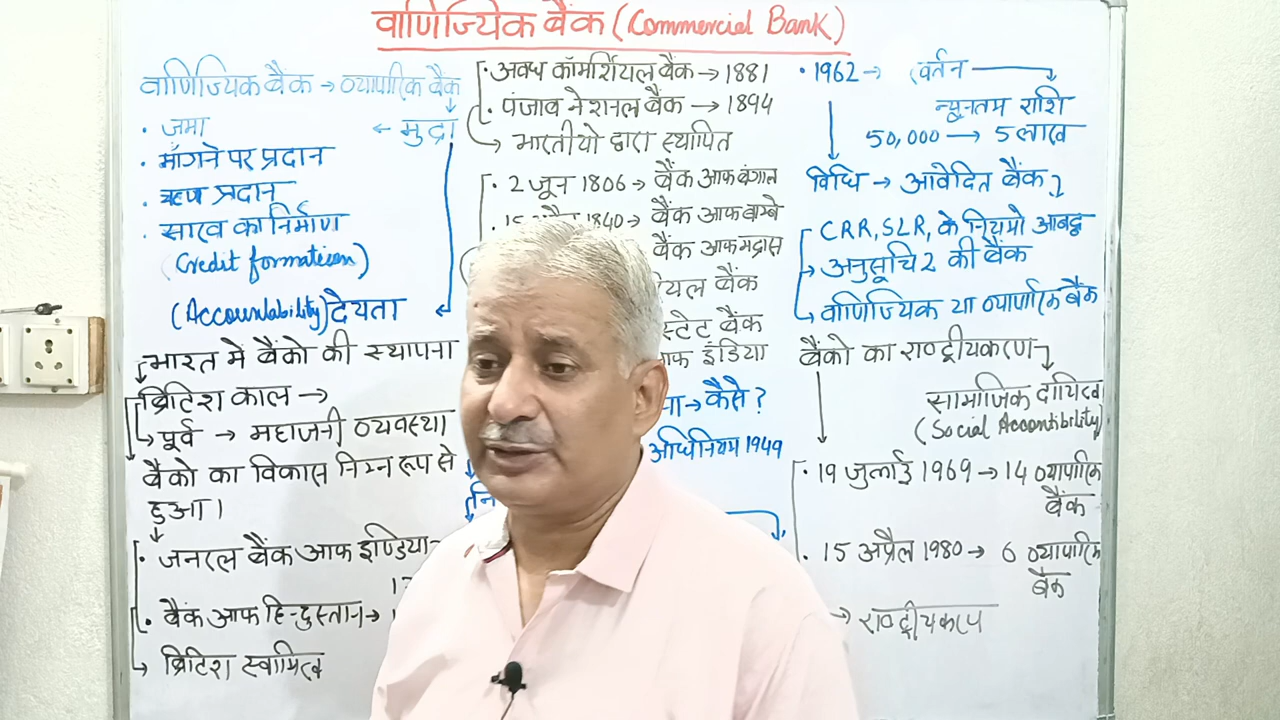 वाणिज्यिक बैंक (Commercial Bank)
वाणिज्यिक बैंक → व्यापारिक बैंक
• जमा ← मुद्रा
• माँगने पर प्रदान
• ऋण प्रदान
• साख का निर्माण
(Credit formateion)
(Accountability) देयता
भारत मे बैंको की स्थापना
ब्रिटिश काल →
पूर्व → महाजनी व्यवस्था
बैंको का विकास निम्न रूप से
हुआ।
• जनरल बैंक आफ इण्डिया
• बैंक आफ हिन्दुस्तान →
→ ब्रिटिश स्वामित्व
• अवध कॉमर्शियल बैंक → 1881
• पंजाव नेशनल बैंक → 1894
→ भारतीयो द्वारा स्थापित
• 2 जून 1806 → बैंक आफ बंगाल
1840 → बैंक आफ बाम्बे
बैंक आफ मद्रास
बैंक
स्टेट बैंक
इंडिया
→ कैसे?
अधिनियम 1949
• 1962 → वर्तन
न्यूनतम राशि
50,000 → 5 लाख
विधि → आवेदित बैंक
CRR, SLR, के नियमो आबद्ध
→ अनुसूचि 2 की बैंक
→ वाणिज्यिक या व्यापारिक बैंक
बैंको का राष्ट्रीयकरण
सामाजिक दायित्व
(Social Accontibility)
• 19 जुलाई 1969 → 14 व्यापारिक
बैंक
• 15 अप्रैल 1980 → 6 व्यापारिक
बैंक
→ राष्ट्रीयकरण